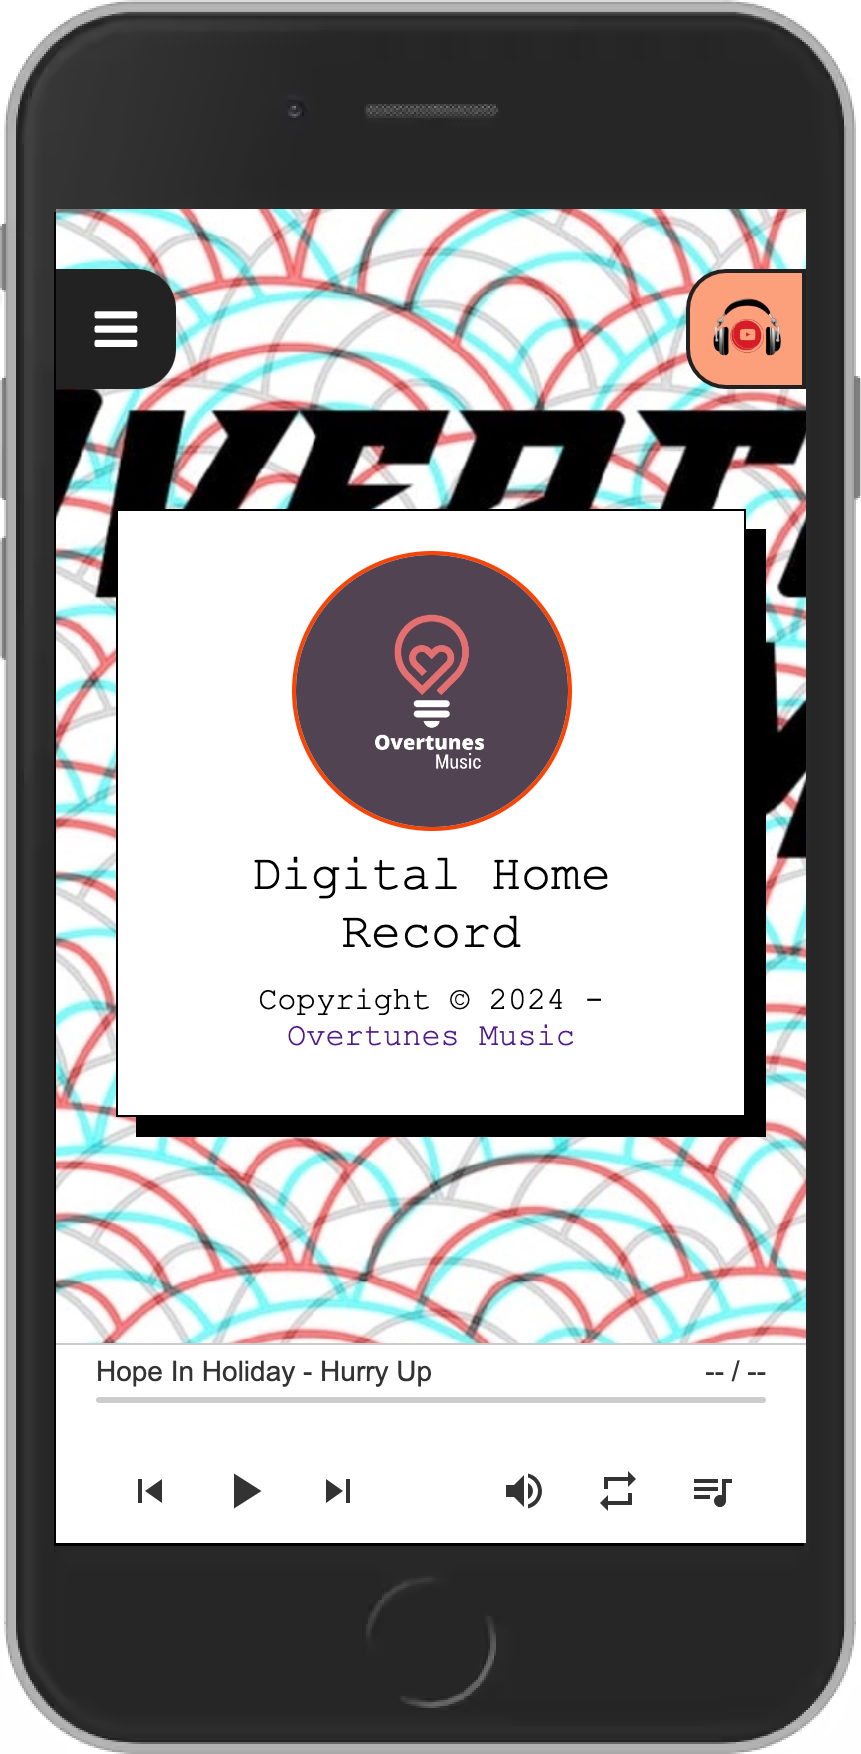 Overtunes
Music
Digital Home
Record
Copyright © 2024 -
Overtunes Music
Hope In Holiday - Hurry Up
-- / --